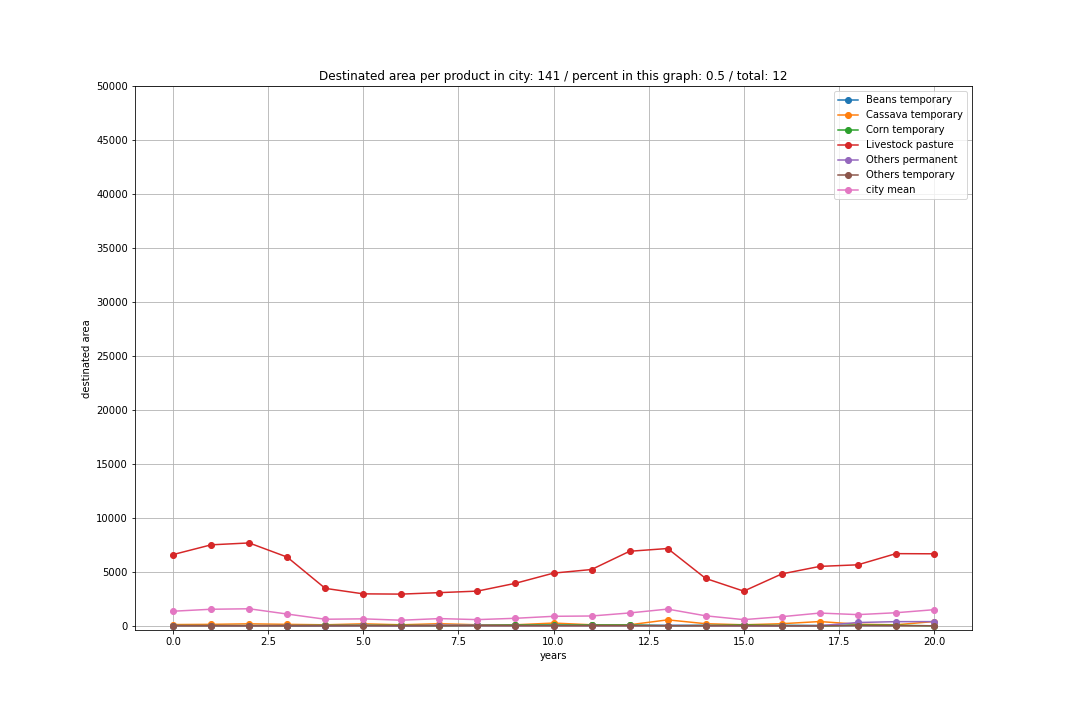 Destinated area per product in city: 141 / percent in this graph: 0.5 / total: 12
50000
45000
40000
35000
30000
25000
20000
15000
10000
5000
0
destinated area
Beans temporary
Cassava temporary
Corn temporary
Livestock pasture
Others permanent
Others temporary
city mean
0.0 2.5 5.0 7.5 10.0 12.5 15.0 17.5 20.0
years